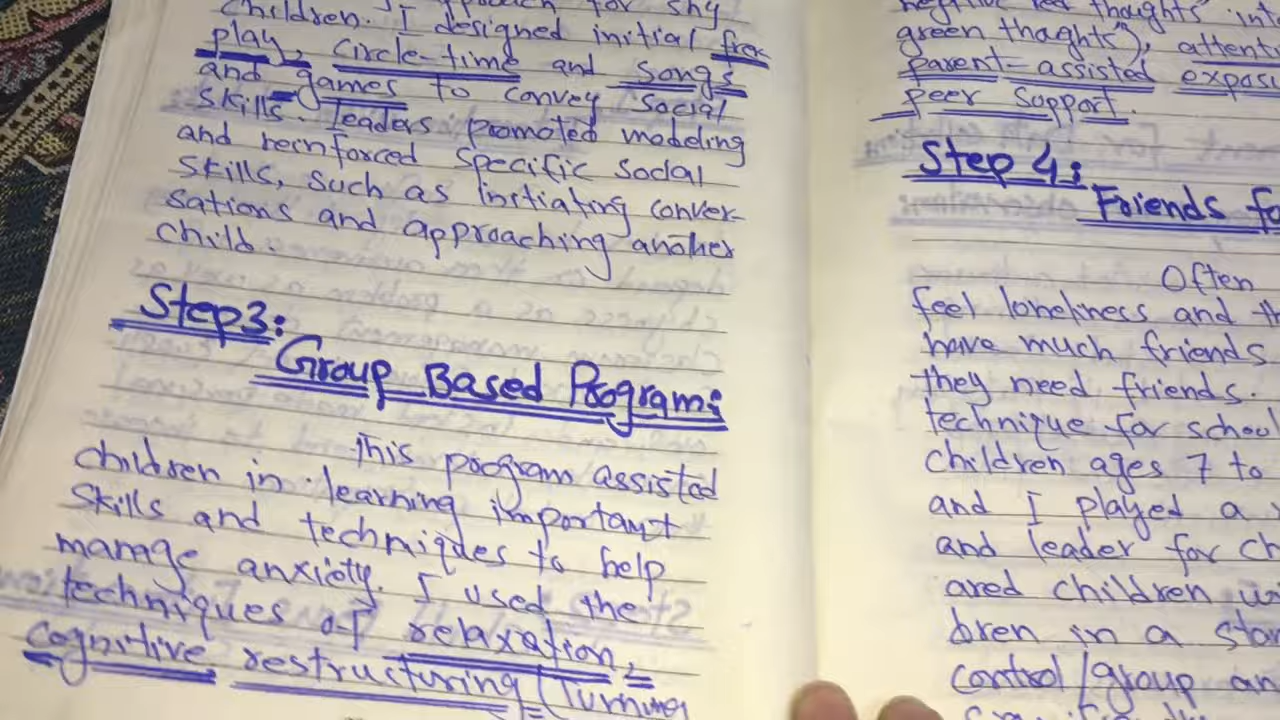 children. I designed initial free
play, circle-time and songs
and games to convey social
skills. leaders promoted modeling
and reinforced specific social
skills, such as initiating conver-
sations and approaching another
child.
Step3:
Group Based Program:
This program assisted
children in learning important
skills and techniqdes to help
manage anxiety. I used the
techniques of relaxation,
cognitive restructuring (Turning
thoughts int
green thaghts"), attent
parent-assisted expos
peer support.
Step 4:
Friends fo
Often
feel loneliness and th
have much friends
they need friends.
technique for school
children ages 7 to
and I played a
and leader for ch
ared children
dren in a
control/group an